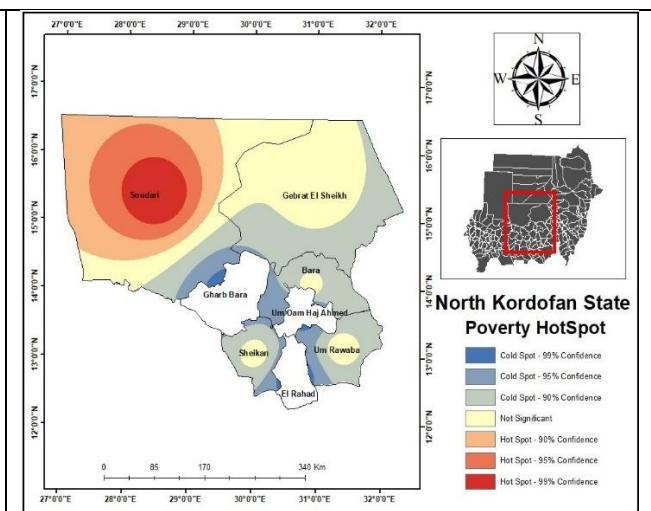 27°0'0"E 28°0'0"E 29°0'0"E 30°0'0"E 31°0'0"E 32°0'0"E
17°0'0"N
16°0'0"N
15°0'0"N
14°0'0"N
13°0'0"N
12°0'0"N
Soudari
Gebrat El Sheikh
Bara
Gharb Bara
Um Dam Haj Ahmed
Sheikan
Um Rawaba
El Rahad
0 85 170 340 Km
27°0'0"E 28°0'0"E 29°0'0"E 30°0'0"E 31°0'0"E 32°0'0"E
17°0'0"N
16°0'0"N
15°0'0"N
14°0'0"N
13°0'0"N
12°0'0"N
N
W E
S
North Kordofan State
Poverty HotSpot
Cold Spot - 99% Confidence
Cold Spot - 95% Confidence
Cold Spot - 90% Confidence
Not Significant
Hot Spot - 90% Confidence
Hot Spot - 95% Confidence
Hot Spot - 99% Confidence